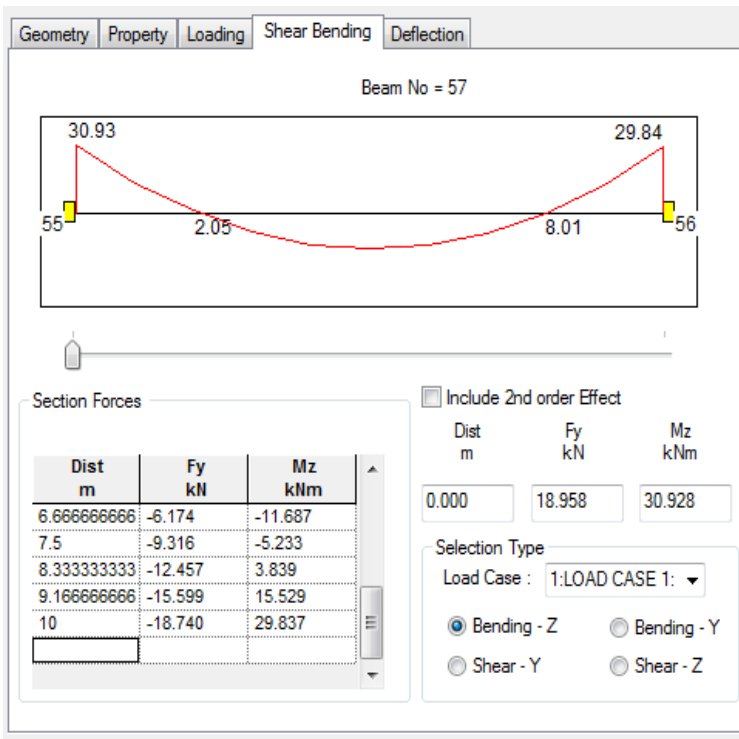 Geometry Property Loading Shear Bending Deflection
Beam No = 57
30.93 29.84
55 2.05 8.01 56
Section Forces
Dist Fy Mz
m kN kNm
6.666666666 -6.174 -11.687
7.5 -9.316 -5.233
8.333333333 -12.457 3.839
9.166666666 -15.599 15.529
10 -18.740 29.837
Include 2nd order Effect
Dist Fy Mz
m kN kNm
0.000 18.958 30.928
Selection Type
Load Case : 1:LOAD CASE 1:
Bending - Z Bending - Y
Shear - Y Shear - Z